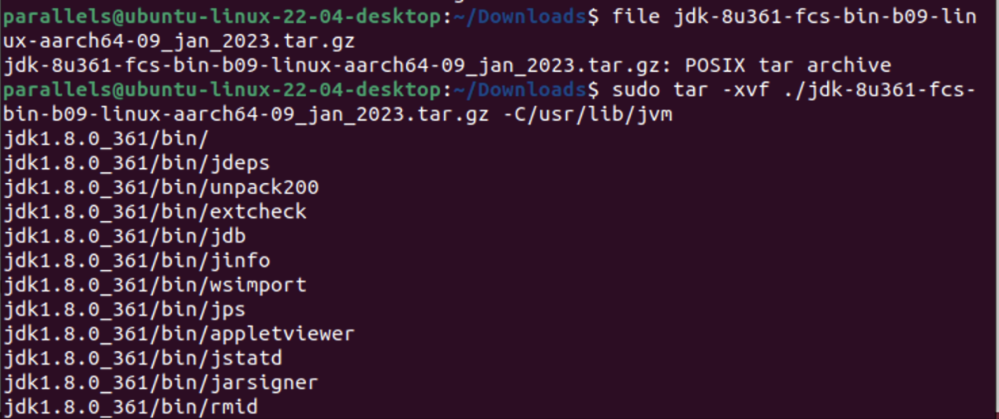 parallels@ubuntu-linux-22-04-desktop:~/Downloads$ file jdk-8u361-fcs-bin-b09-lin
ux-aarch64-09_jan_2023.tar.gz
jdk-8u361-fcs-bin-b09-linux-aarch64-09_jan_2023.tar.gz: POSIX tar archive
parallels@ubuntu-linux-22-04-desktop:~/Downloads$ sudo tar -xvf ./jdk-8u361-fcs-
bin-b09-linux-aarch64-09_jan_2023.tar.gz -C/usr/lib/jvm
jdk1.8.0_361/bin/
jdk1.8.0_361/bin/jdeps
jdk1.8.0_361/bin/unpack200
jdk1.8.0_361/bin/extcheck
jdk1.8.0_361/bin/jdb
jdk1.8.0_361/bin/jinfo
jdk1.8.0_361/bin/wsimport
jdk1.8.0_361/bin/jps
jdk1.8.0_361/bin/appletviewer
jdk1.8.0_361/bin/jstatd
jdk1.8.0_361/bin/jarsigner
jdk1.8.0_361/bin/rmid